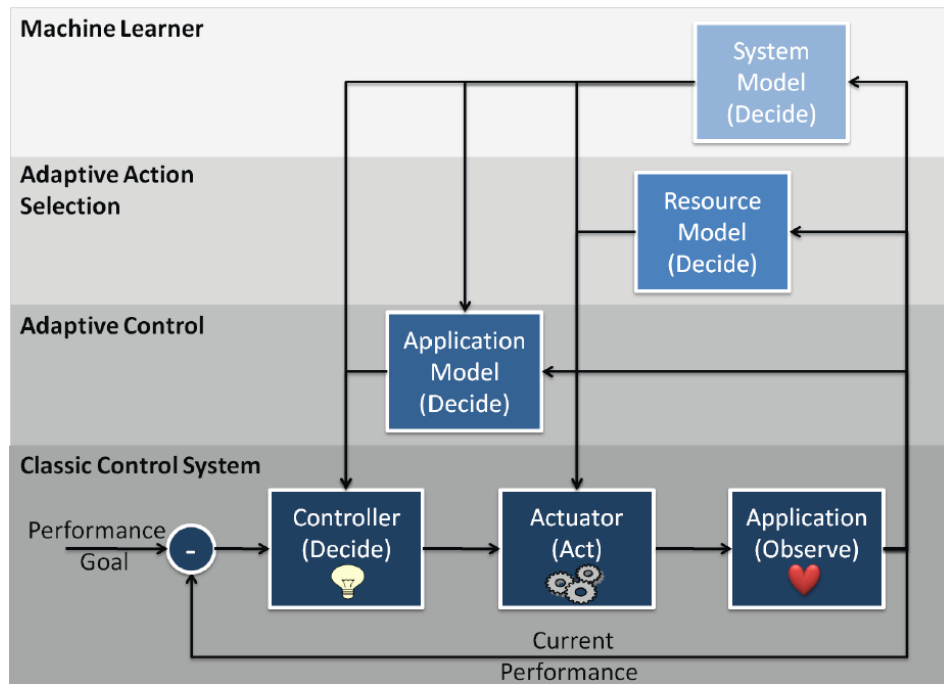 Machine Learner
System
Model
(Decide)
Adaptive Action
Selection
Resource
Model
(Decide)
Adaptive Control
Application
Model
(Decide)
Classic Control System
Performance
Goal
-
Controller
(Decide)
Actuator
(Act)
Application
(Observe)
Current
Performance